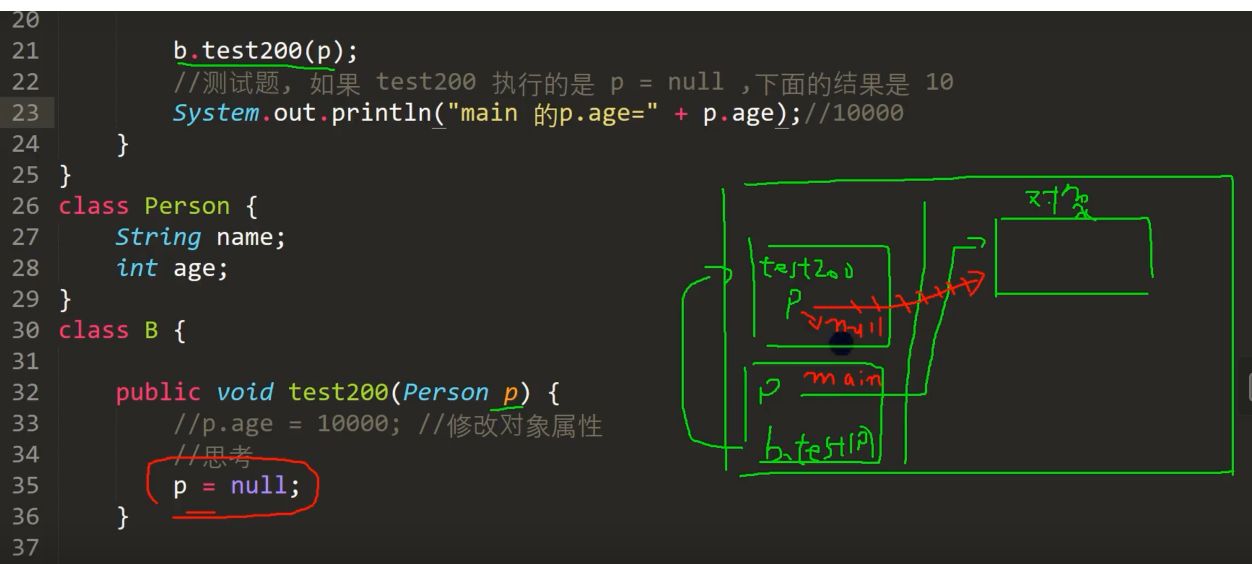 20
21 b.test200(p);
22 //测试题, 如果 test200 执行的是 p = null ,下面的结果是 10
23 System.out.println("main 的p.age=" + p.age);//10000
24 }
25 }
26 class Person {
27 String name;
28 int age;
29 }
30 class B {
31
32 public void test200(Person p) {
33 //p.age = 10000; //修改对象属性
34 //思考
35 p = null;
36 }
37
对象
test200
p
null
p main
b.test(p)